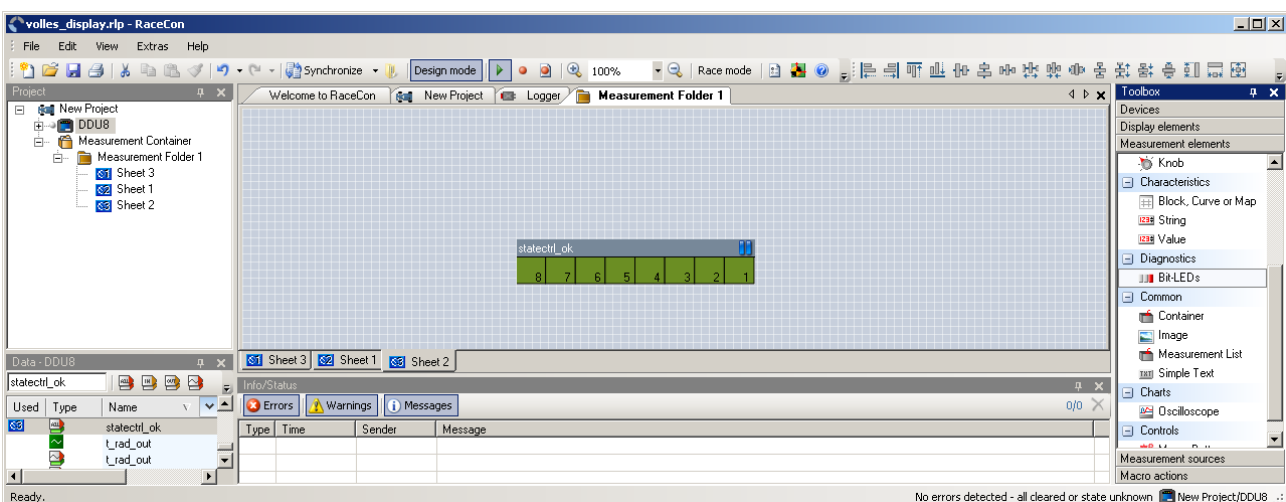 volles_display.rlp - RaceCon
File Edit View Extras Help
Synchronize Design mode 100% Race mode
Project
New Project
DDU8
Measurement Container
Measurement Folder 1
Sheet 3
Sheet 1
Sheet 2
Welcome to RaceCon New Project Logger Measurement Folder 1
statectrl_ok
8 7 6 5 4 3 2 1
Sheet 3 Sheet 1 Sheet 2
Data - DDU8
statectrl_ok
Used Type Name
statectrl_ok
t_rad_out
t_rad_out
Info/Status
Errors Warnings Messages 0/0
Type Time Sender Message
Toolbox
Devices
Display elements
Measurement elements
Knob
Characteristics
Block, Curve or Map
String
Value
Diagnostics
Bit-LEDs
Common
Container
Image
Measurement List
Simple Text
Charts
Oscilloscope
Controls
Measurement sources
Macro actions
Ready. No errors detected - all cleared or state unknown New Project/DDU8